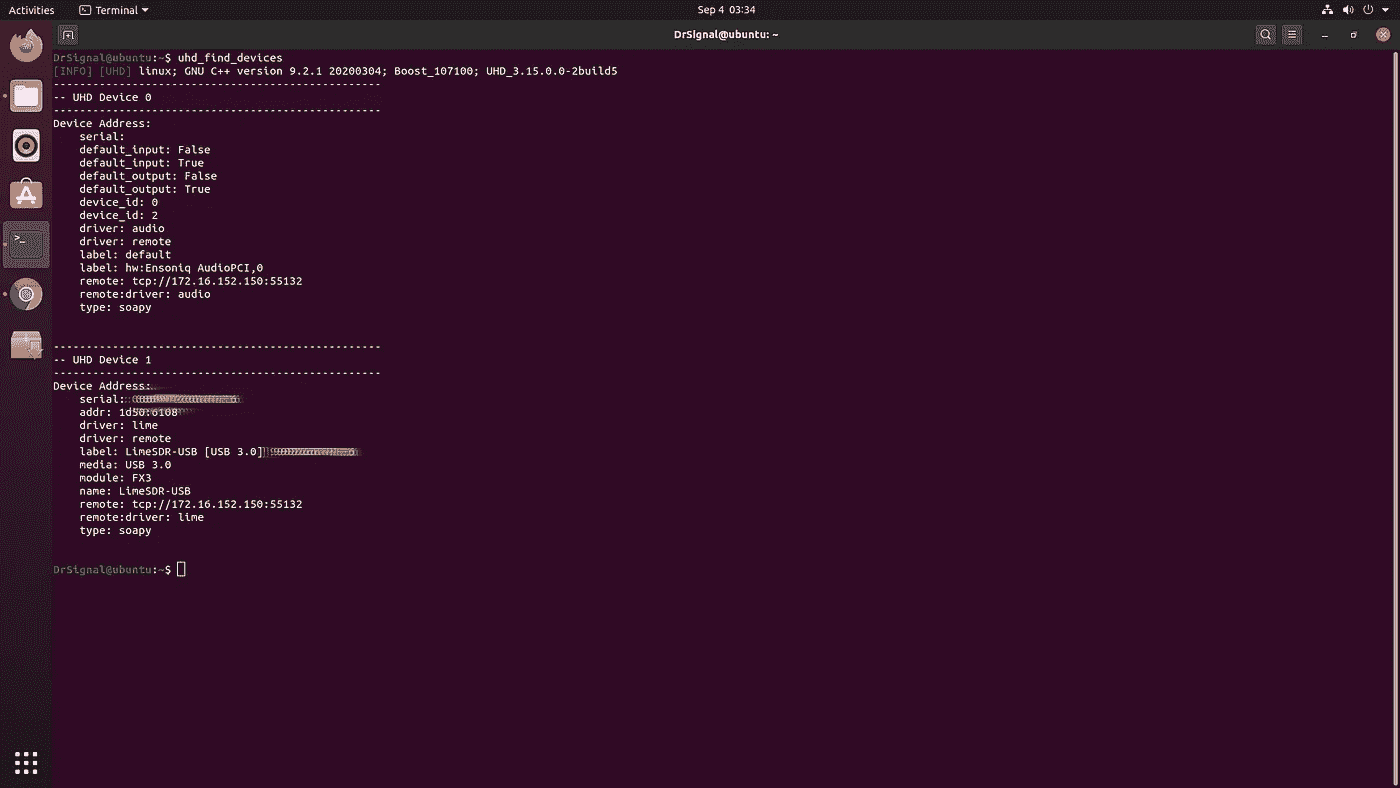 Activities
Terminal
Sep 4 03:34
DrSignal@ubuntu: ~
DrSignal@ubuntu:~$ uhd_find_devices
[INFO] [UHD] linux; GNU C++ version 9.2.1 20200304; Boost_107100; UHD_3.15.0.0-2build5
--------------------------------------------------
-- UHD Device 0
--------------------------------------------------
Device Address:
    serial:
    default_input: False
    default_input: True
    default_output: False
    default_output: True
    device_id: 0
    device_id: 2
    driver: audio
    driver: remote
    label: default
    label: hw:Ensoniq AudioPCI,0
    remote: tcp://172.16.152.150:55132
    remote:driver: audio
    type: soapy
--------------------------------------------------
-- UHD Device 1
--------------------------------------------------
Device Address:
    serial:
    addr: 1d50:6108
    driver: lime
    driver: remote
    label: LimeSDR-USB [USB 3.0]
    media: USB 3.0
    module: FX3
    name: LimeSDR-USB
    remote: tcp://172.16.152.150:55132
    remote:driver: lime
    type: soapy
DrSignal@ubuntu:~$